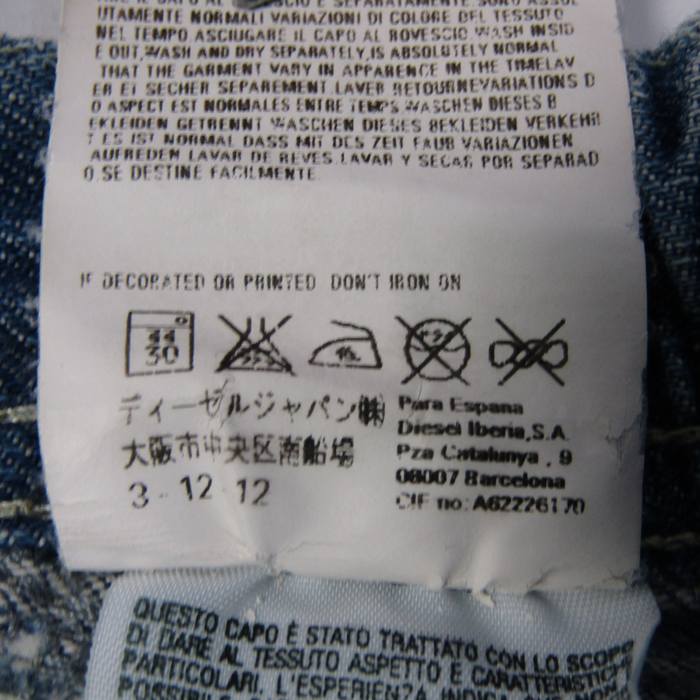 IL CAPO AL E SEPARATAMENTE. SONO ASSOL
UTAMENTE NORMALI VARIAZIONI DI COLORE DEL TESSUTO
NEL TEMPO ASCIUGARE IL CAPO AL ROVESCIO WASH INSID
E OUT,WASH AND DRY SEPARATELY,IS ABSOLUTELY NORMAL
THAT THE GARMENT VARY IN APPARENCE IN THE TIMELAV
ER ET SECHER SEPAREMENT.LAVER RETOURNEVARIATIONS D
D ASPECT EST NORMALES ENTRE TEMPS WASCHEN DIESES B
EKLEIDEN GETRENNT WASCHEN DIESES BEKLEIDEN VERKEHR
T ES IST NORMAL DASS MIT DES ZEIT FAUB VARIAZIONEN
AUFREDEN LAVAR DE REVES.LAVAR Y SECAR POR SEPARAD
O.SE DESTINE FACILMENTE
IF DECORATED OR PRINTED DON'T IRON ON
30
ディーゼルジャパン㈱
大阪市中央区南船場
3-12-12
Para Espana
Diesel Iberia,S.A.
Pza Catalunya . 9
08007 Barcelona
CIF no: A62226170
QUESTO CAPO È STATO TRATTATO CON LO SCOPO
DI DARE AL TESSUTO ASPETTO E CARATTERISTICHE
PARTICOLARI. L'ESPERIENZA